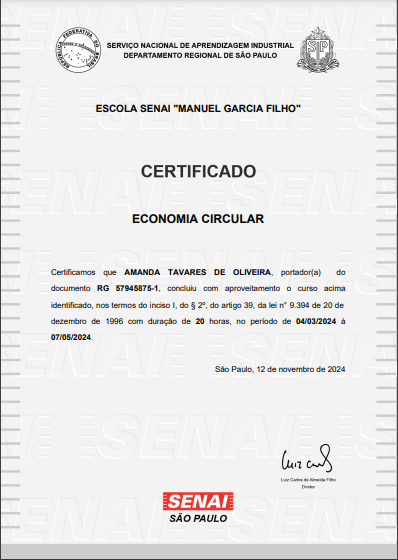 REPÚBLICA FEDERATIVA DO BRASIL
SERVIÇO NACIONAL DE APRENDIZAGEM INDUSTRIAL
DEPARTAMENTO REGIONAL DE SÃO PAULO
SP
ESCOLA SENAI "MANUEL GARCIA FILHO"
CERTIFICADO
ECONOMIA CIRCULAR
Certificamos que AMANDA TAVARES DE OLIVEIRA, portador(a) do
documento RG 57945875-1, concluiu com aproveitamento o curso acima
identificado, nos termos do inciso I, do § 2º, do artigo 39, da lei n° 9.394 de 20 de
dezembro de 1996 com duração de 20 horas, no período de 04/03/2024 à
07/05/2024.
São Paulo, 12 de novembro de 2024
Luiz Carlos de Almeida Filho
Diretor
SENAI
SÃO PAULO